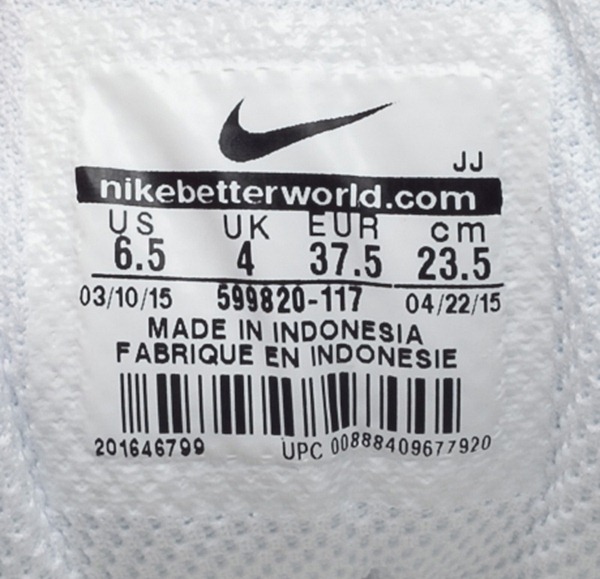 JJ
nikebetterworld.com
US UK EUR cm
6.5 4 37.5 23.5
03/10/15 599820-117 04/22/15
MADE IN INDONESIA
FABRIQUE EN INDONESIE
201646799 UPC 00888409677920